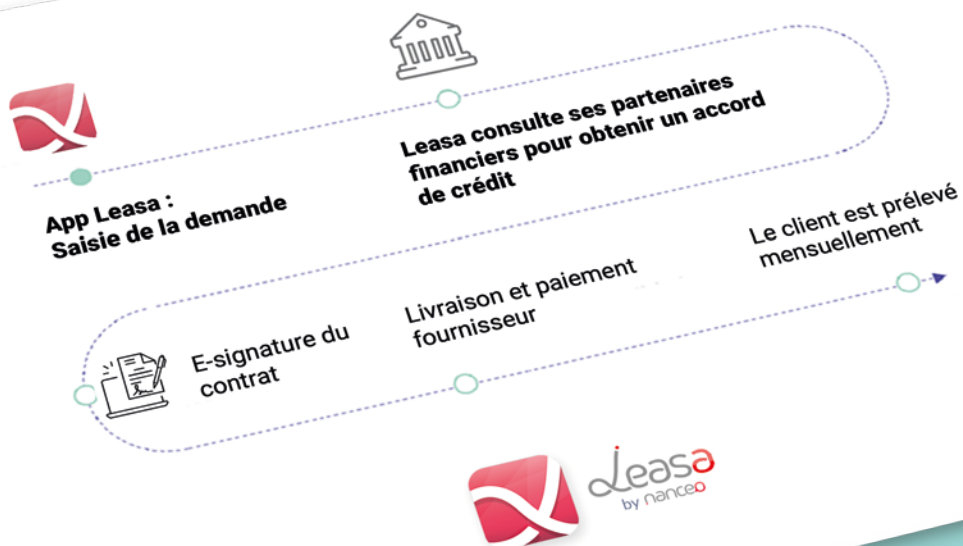 App Leasa :
Saisie de la demande
Leasa consulte ses partenaires
financiers pour obtenir un accord
de crédit
E-signature du
contrat
Livraison et paiement
fournisseur
Le client est prélevé
mensuellement
Leasa
by nanceo